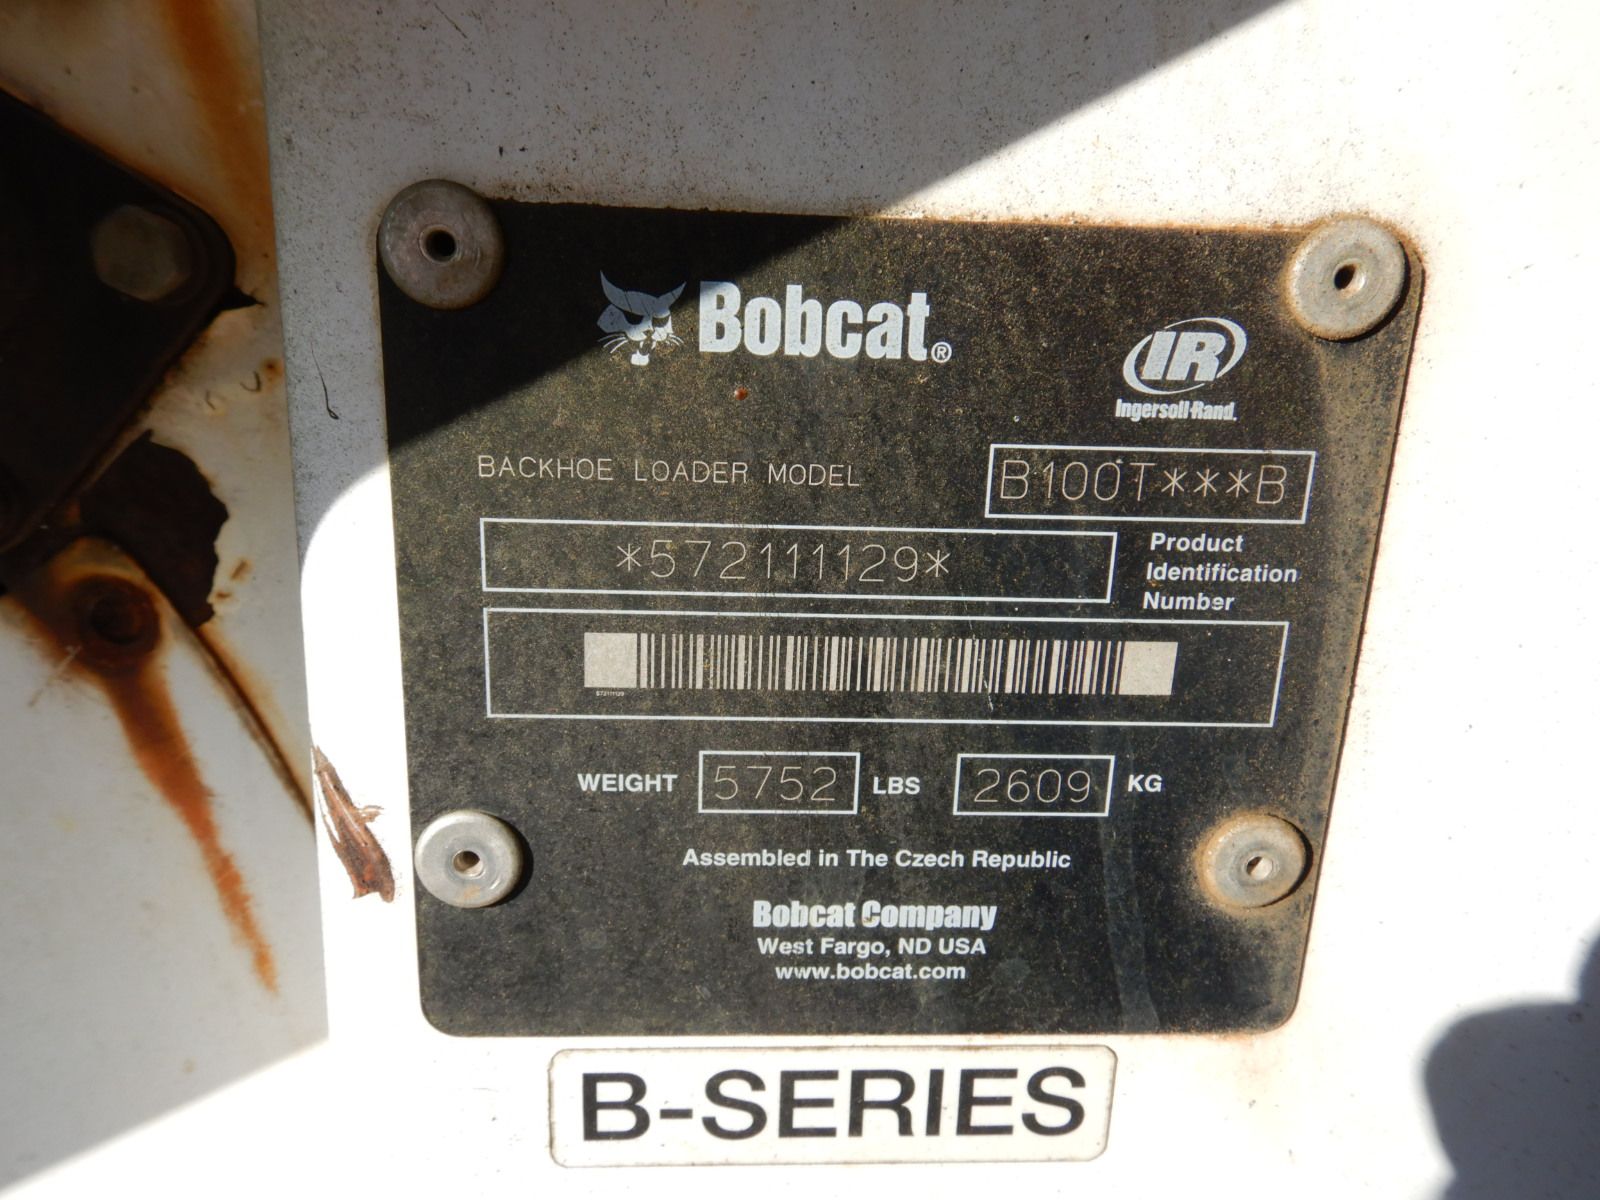 Bobcat®
IR
Ingersoll-Rand.
BACKHOE LOADER MODEL B100T***B
*572111129*
Product
Identification
Number
572111129
WEIGHT 5752 LBS 2609 KG
Assembled in The Czech Republic
Bobcat Company
West Fargo, ND USA
www.bobcat.com
B-SERIES